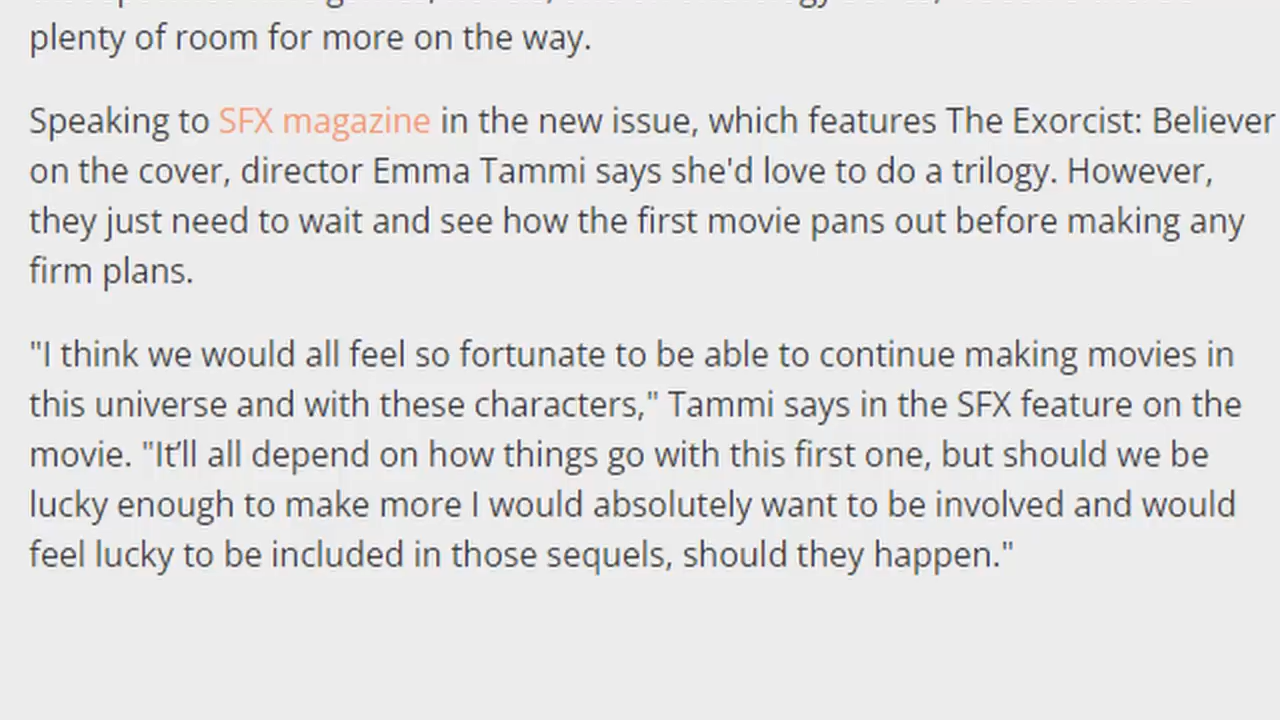 plenty of room for more on the way.
Speaking to SFX magazine in the new issue, which features The Exorcist: Believer
on the cover, director Emma Tammi says she'd love to do a trilogy. However,
they just need to wait and see how the first movie pans out before making any
firm plans.
"I think we would all feel so fortunate to be able to continue making movies in
this universe and with these characters," Tammi says in the SFX feature on the
movie. "It’ll all depend on how things go with this first one, but should we be
lucky enough to make more I would absolutely want to be involved and would
feel lucky to be included in those sequels, should they happen."